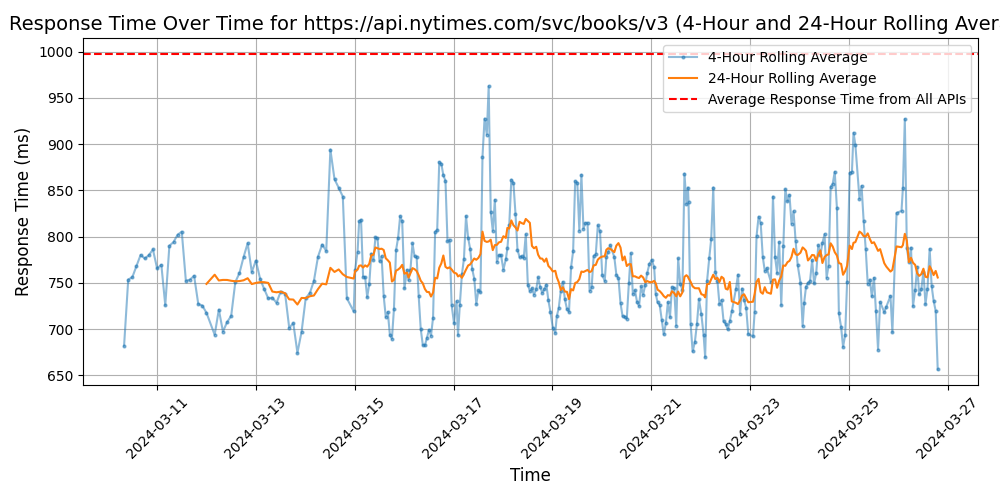 Response Time Over Time for https://api.nytimes.com/svc/books/v3 (4-Hour and 24-Hour Rolling Aver
1000
950
900
850
800
750
700
650
Response Time (ms)
4-Hour Rolling Average
24-Hour Rolling Average
Average Response Time from All APIs
2024-03-11
2024-03-13
2024-03-15
2024-03-17
2024-03-19
2024-03-21
2024-03-23
2024-03-25
2024-03-27
Time